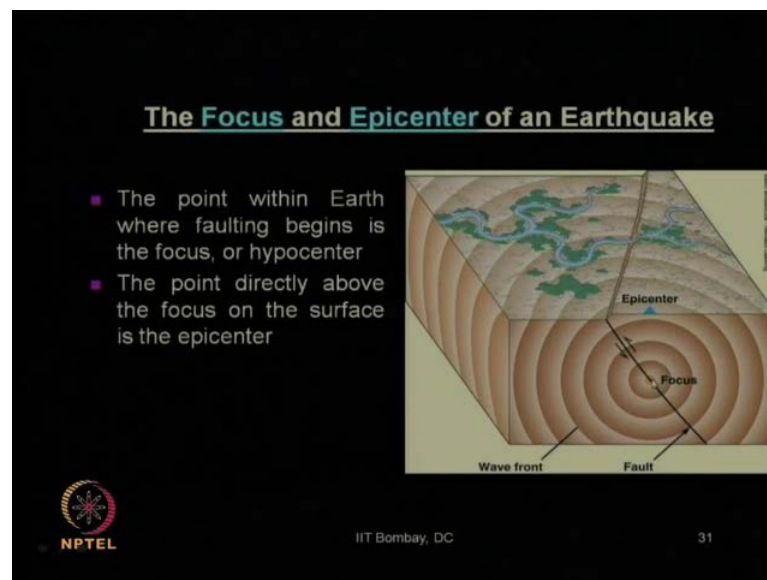 The Focus and Epicenter of an Earthquake
The point within Earth
where faulting begins is
the focus, or hypocenter
The point directly above
the focus on the surface
is the epicenter
Epicenter
Focus
Wave front
Fault
NPTEL
IIT Bombay, DC
31